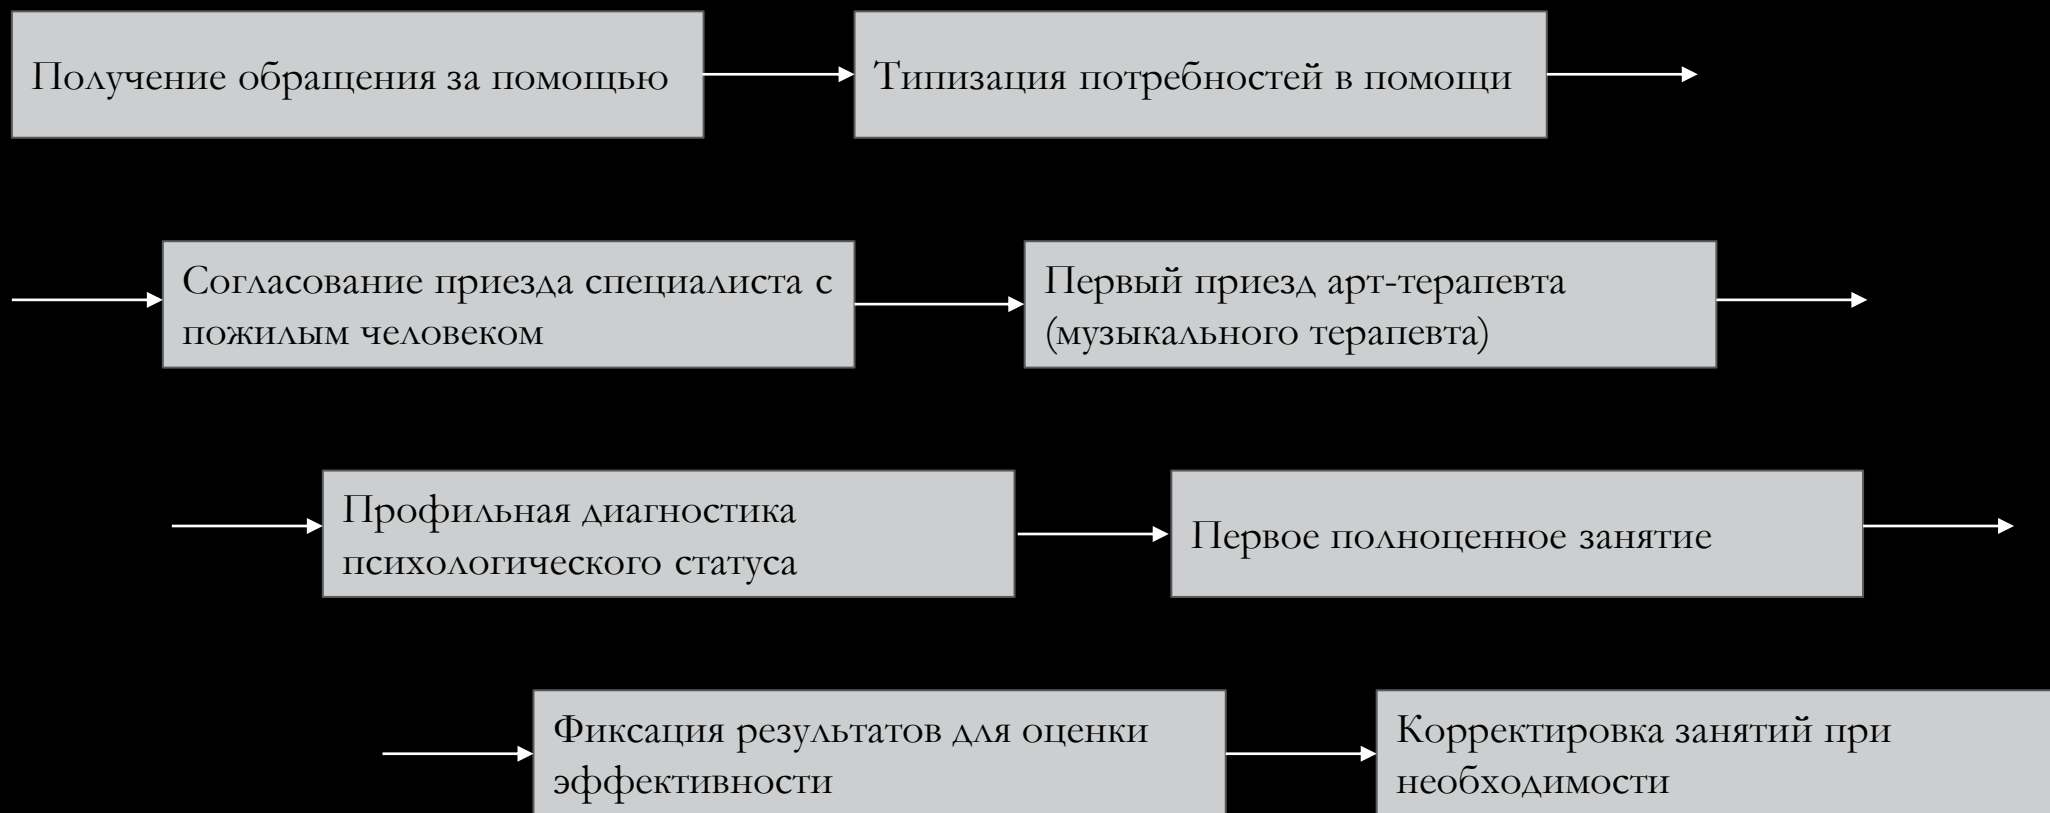 Получение обращения за помощью
Типизация потребностей в помощи
Согласование приезда специалиста с
пожилым человеком
Первый приезд арт-терапевта
(музыкального терапевта)
Профильная диагностика
психологического статуса
Первое полноценное занятие
Фиксация результатов для оценки
эффективности
Корректировка занятий при
необходимости